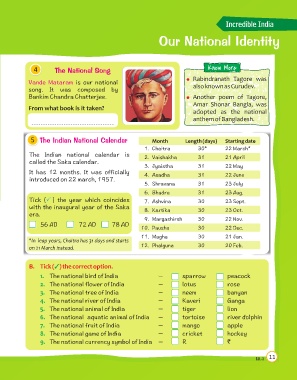 Incredible India
Our National Identity
4 The National Song
Vande Mataram is our national
song. It was composed by
Bankim Chandra Chatterjee.
From what book is it taken?
Know More
Rabindranath Tagore was
also known as Gurudev.
Another poem of Tagore,
Amar Shonar Bangla, was
adopted as the national
anthem of Bangladesh.
5 The Indian National Calendar
The Indian national calendar is
called the Saka calendar.
It has 12 months. It was officially
introduced on 22 march, 1957.
Tick (✓) the year which coincides
with the inaugural year of the Saka
era.
56 AD 72 AD 78 AD
*In leap years, Chaitra has 31 days and starts
on 21 March instead.
Month Length (days) Starting date
1. Chaitra 30* 22 March*
2. Vaishakha 31 21 April
3. Jyaistha 31 22 May
4. Asadha 31 22 June
5. Shravana 31 23 July
6. Bhadra 31 23 Aug.
7. Ashvina 30 23 Sept.
8. Kartika 30 23 Oct.
9. Margashirsh 30 22 Nov.
10. Pausha 30 22 Dec.
11. Magha 30 21 Jan.
12. Phalguna 30 20 Feb.
B. Tick (✓) the correct option.
1. The national bird of India – sparrow peacock
2. The national flower of India – lotus rose
3. The national tree of India – neem banyan
4. The national river of India – Kaveri Ganga
5. The national animal of India – tiger lion
6. The national aquatic animal of India – tortoise river dolphin
7. The national fruit of India – mango apple
8. The national game of India – cricket hockey
9. The national currency symbol of India – R ₹
11